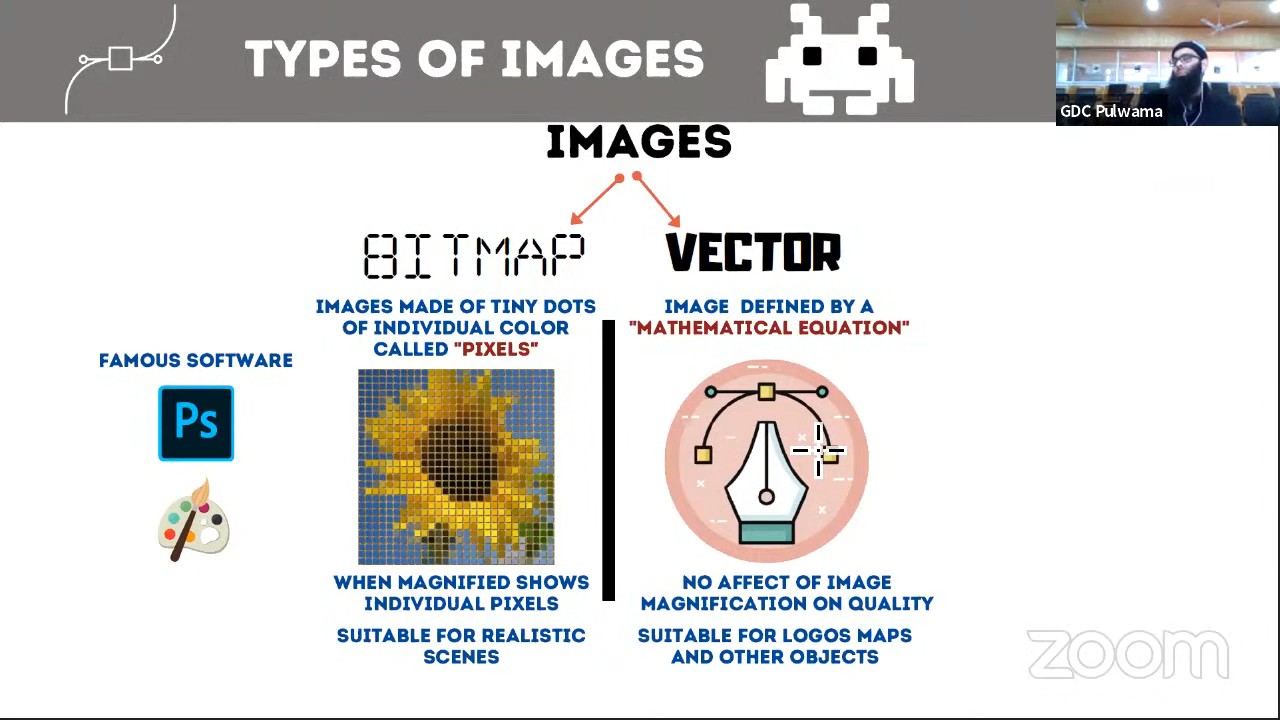 TYPES OF IMAGES
GDC Pulwama
IMAGES
BITMAP
VECTOR
IMAGES MADE OF TINY DOTS
OF INDIVIDUAL COLOR
CALLED "PIXELS"
IMAGE DEFINED BY A
"MATHEMATICAL EQUATION"
FAMOUS SOFTWARE
Ps
WHEN MAGNIFIED SHOWS
INDIVIDUAL PIXELS
NO AFFECT OF IMAGE
MAGNIFICATION ON QUALITY
SUITABLE FOR REALISTIC
SCENES
SUITABLE FOR LOGOS MAPS
AND OTHER OBJECTS
zoom